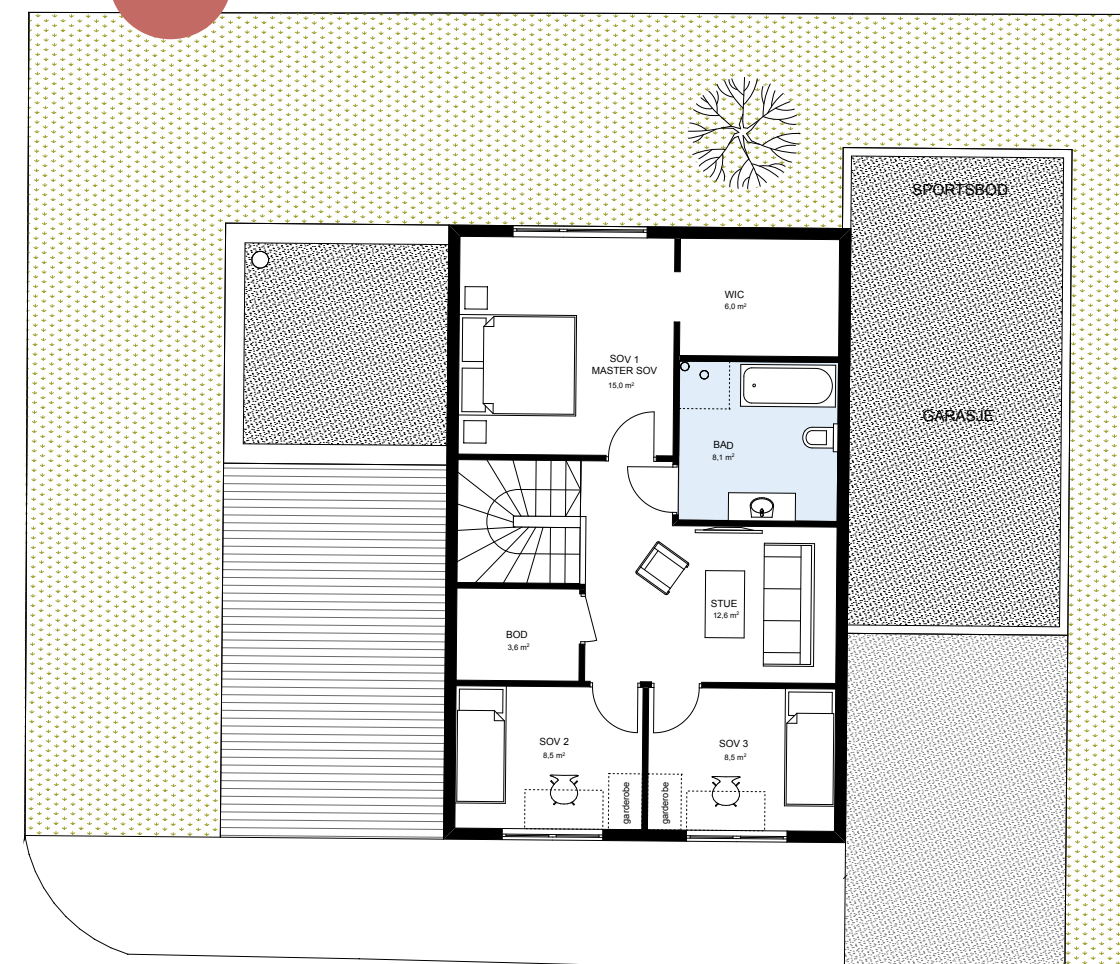 SPORTSBOD
WIC
6,0 m²
SOV 1
MASTER SOV
15,0 m²
GARASJE
BAD
8,1 m²
STUE
12,6 m²
BOD
3,6 m²
SOV 2
8,5 m²
SOV 3
8,5 m²
garderobe
garderobe